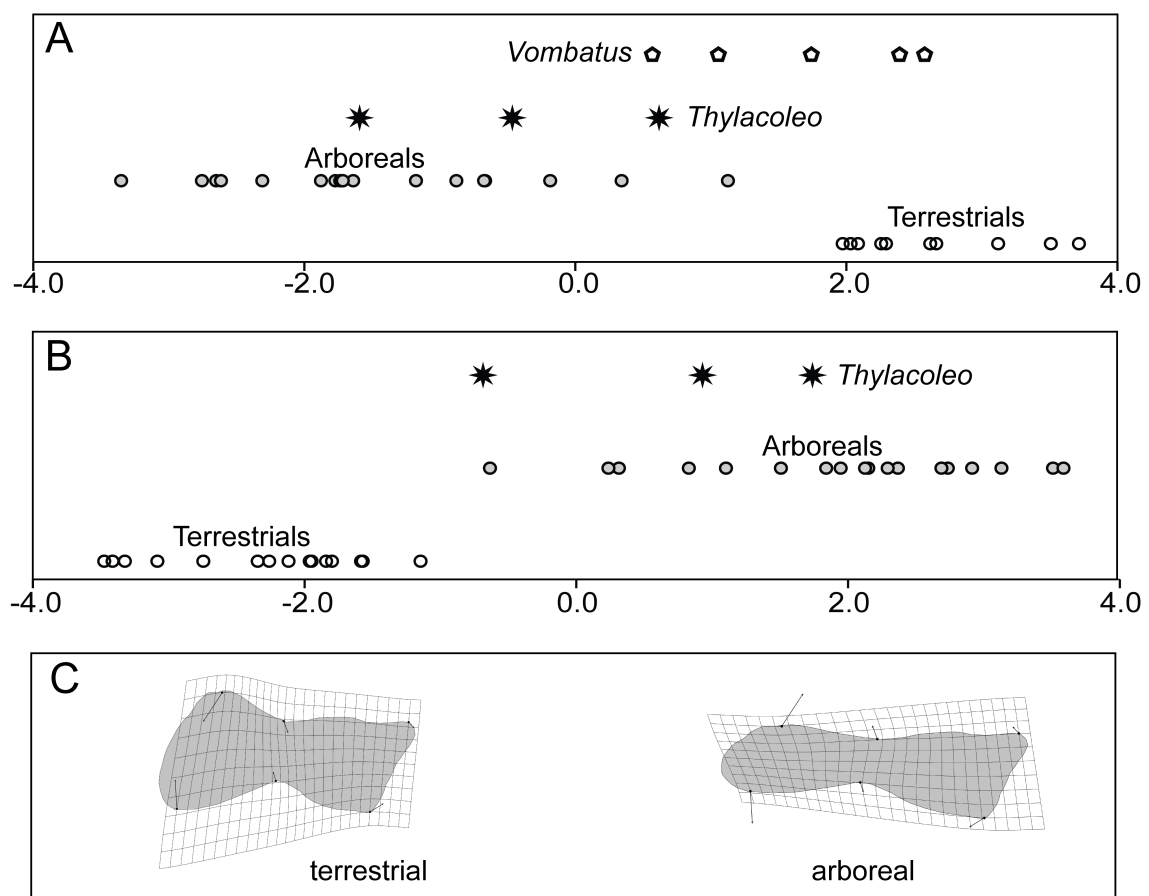 A
Vombatus
Thylacoleo
Arboreals
Terrestrials
-4.0 -2.0 0.0 2.0 4.0
B
Thylacoleo
Arboreals
Terrestrials
-4.0 -2.0 0.0 2.0 4.0
C
terrestrial arboreal